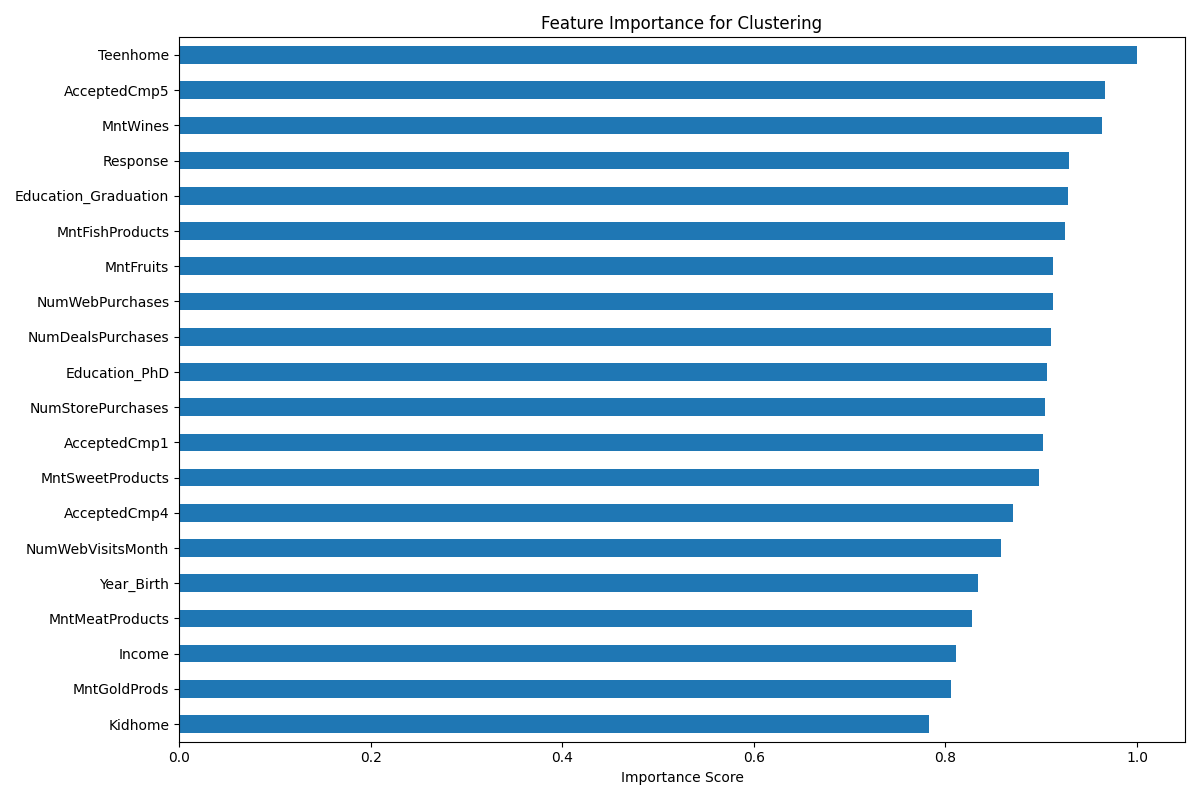 Feature Importance for Clustering
Teenhome
AcceptedCmp5
MntWines
Response
Education_Graduation
MntFishProducts
MntFruits
NumWebPurchases
NumDealsPurchases
Education_PhD
NumStorePurchases
AcceptedCmp1
MntSweetProducts
AcceptedCmp4
NumWebVisitsMonth
Year_Birth
MntMeatProducts
Income
MntGoldProds
Kidhome
0.0 0.2 0.4 0.6 0.8 1.0
Importance Score